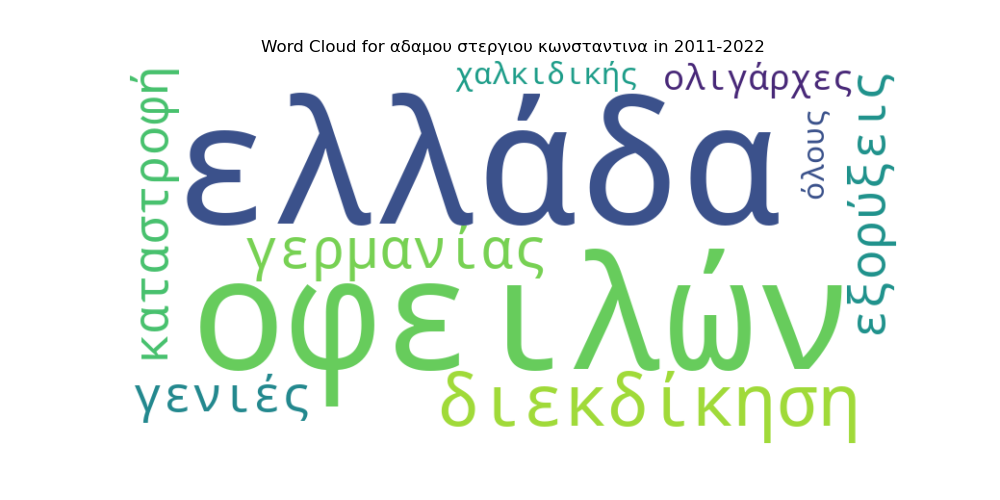 Word Cloud for αδαμου στεργιου κωνσταντινα in 2011-2022
χαλκιδικής
ολιγάρχες
καταστροφή
ελλάδα
όλους
εξορύξεις
γερμανίας
οφειλών
γενιές
διεκδίκηση